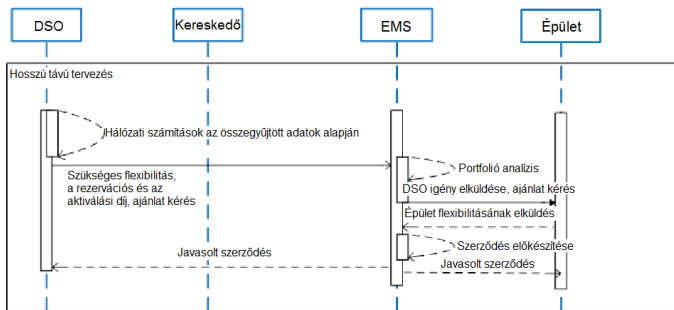 DSO
Kereskedő
EMS
Épület
Hosszú távú tervezés
Hálózati számítások az összegyűjtött adatok alapján
Szükséges flexibilitás,
a rezervációs és az
aktiválási díj, ajánlat kérés
Portfolió analízis
DSO igény elküldése, ajánlat kérés
Épület flexibilitásának elküldés
Szerződés előkészítése
Javasolt szerződés
Javasolt szerződés